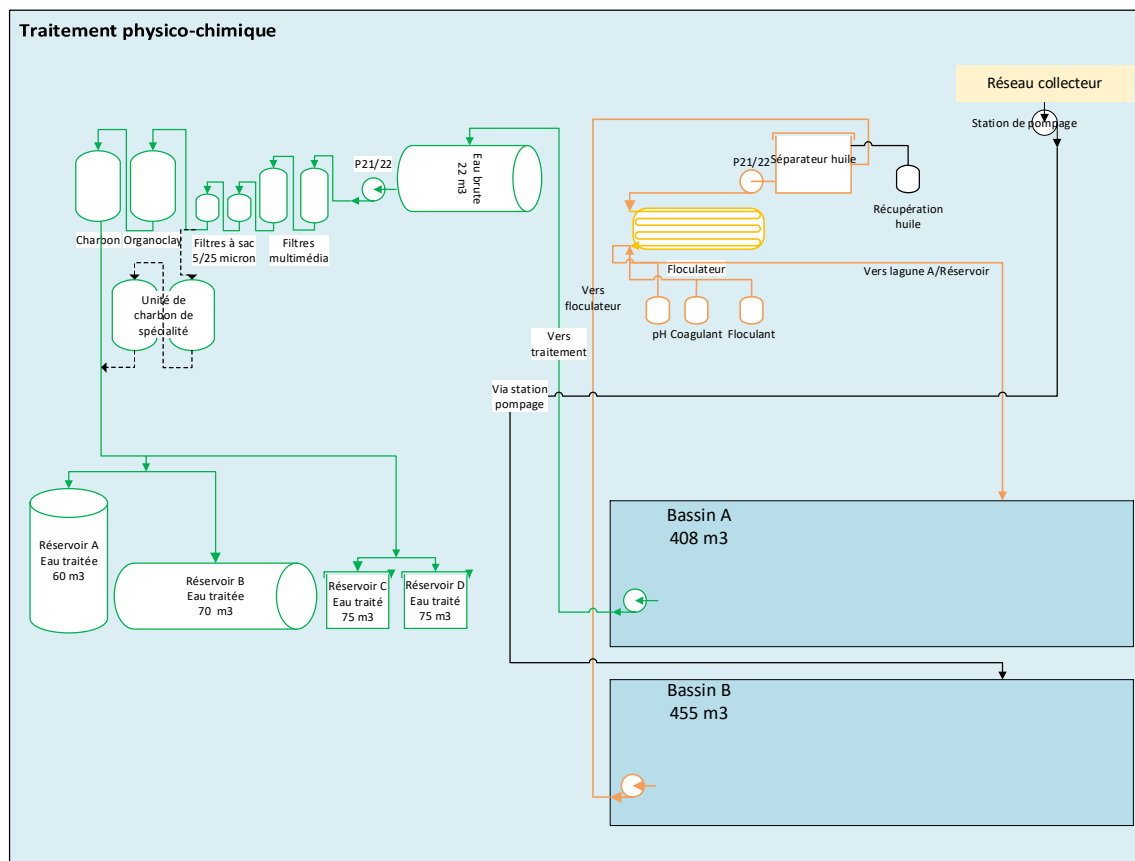 Traitement physico-chimique
Réseau collecteur
Station de pompage
P21/22
Séparateur huile
Récupération
huile
P21/22
Eau brute
22 m3
Charbon
Organoclay
Filtres à sac
5/25 micron
Filtres
multimédia
Floculateur
Vers lagune A/Réservoir
Vers
floculateur
pH
Coagulant
Floculant
Unité de
charbon de
spécialité
Vers
traitement
Via station
pompage
Réservoir A
Eau traitée
60 m3
Réservoir B
Eau traitée
70 m3
Réservoir C
Eau traité
75 m3
Réservoir D
Eau traité
75 m3
Bassin A
408 m3
Bassin B
455 m3